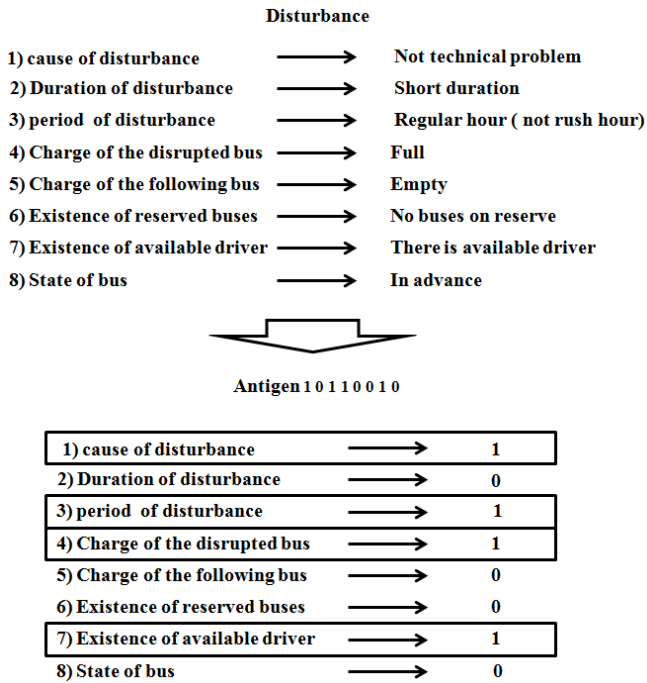 Disturbance
1) cause of disturbance Not technical problem
2) Duration of disturbance Short duration
3) period of disturbance Regular hour ( not rush hour)
4) Charge of the disrupted bus Full
5) Charge of the following bus Empty
6) Existence of reserved buses No buses on reserve
7) Existence of available driver There is available driver
8) State of bus In advance
Antigen 1 0 1 1 0 0 1 0
1) cause of disturbance 1
2) Duration of disturbance 0
3) period of disturbance 1
4) Charge of the disrupted bus 1
5) Charge of the following bus 0
6) Existence of reserved buses 0
7) Existence of available driver 1
8) State of bus 0